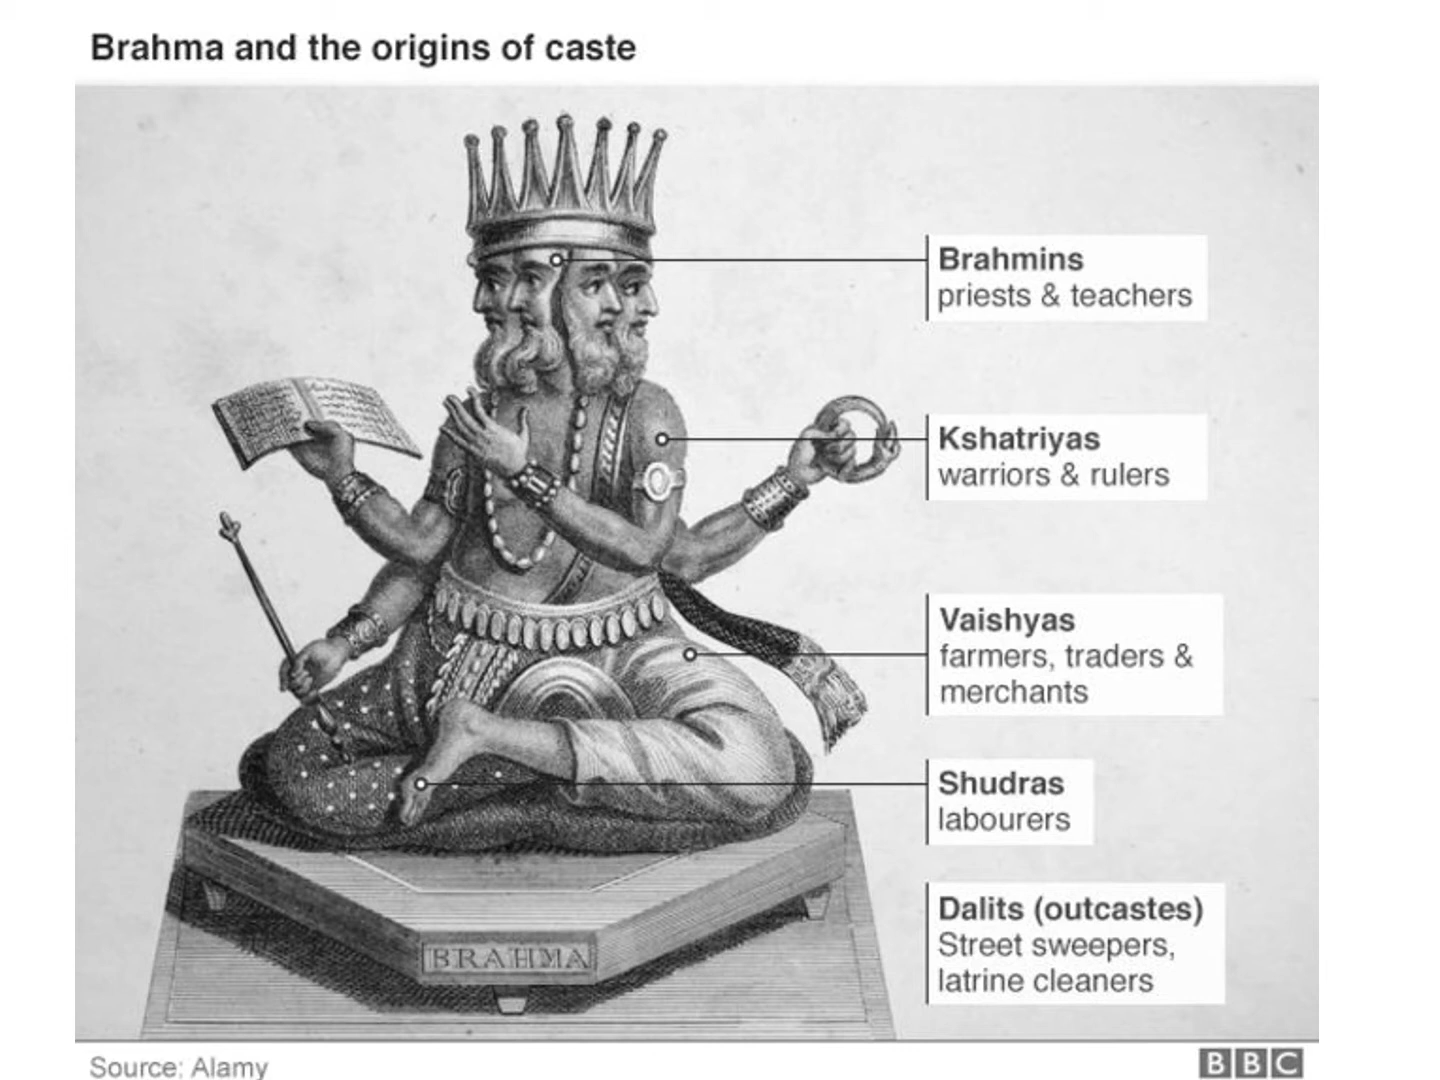 Brahma and the origins of caste
Brahmins
priests & teachers
Kshatriyas
warriors & rulers
Vaishyas
farmers, traders &
merchants
Shudras
labourers
Dalits (outcastes)
Street sweepers,
latrine cleaners
BRAHMA
Source: Alamy
BBC